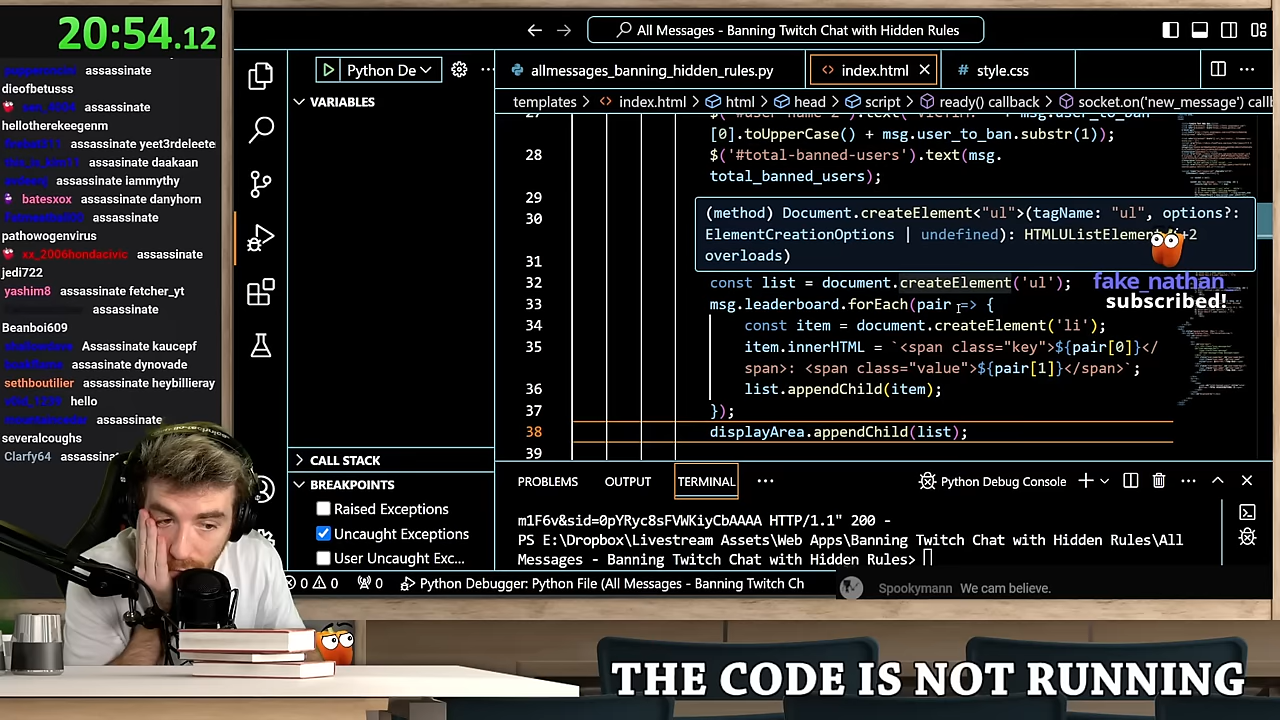 20:54.12
assassinate
dieofbetusss
assassinate
hellotherekeegenm
assassinate yeet3rdeleete
assasinate daakaan
assassinate iammythy
batesxox assassinate danyhorn
assassinate
pathowogenvirus
xx_2006hondacivic assassinate
jedi722
yashim8 assassinate fetcher_yt
assassinate
Beanboi609
Assassinate kaucepf
assassinate dynovade
sethboutilier assassinate heybillieray
hello
assassinate
severalcoughs
Clarfy64
All Messages - Banning Twitch Chat with Hidden Rules
Python De
VARIABLES
CALL STACK
BREAKPOINTS
Raised Exceptions
Uncaught Exceptions
User Uncaught Exc...
allmessages_banning_hidden_rules.py
index.html
style.css
templates > index.html > html > head > script > ready() callback > socket.on('new_message') call
[0].toUpperCase() + msg.user_to_ban.substr(1));
28 $('#total-banned-users').text(msg.
total_banned_users);
29
30
31
(method) Document.createElement<"ul">(tagName: "ul", options?:
ElementCreationOptions | undefined): HTMLUListElement
overloads)
32 const list = document.createElement('ul');
33 msg.leaderboard.forEach(pair => {
34 const item = document.createElement('li');
35 item.innerHTML = `<span class="key">${pair[0]}</
span>: <span class="value">${pair[1]}</span>`;
36 list.appendChild(item);
37 });
38 displayArea.appendChild(list);
39
fake_nathan
subscribed!
PROBLEMS OUTPUT TERMINAL ... Python Debug Console
m1F6v&sid=0pYRyc8sFVWKiyCbAAAA HTTP/1.1" 200 -
PS E:\Dropbox\Livestream Assets\Web Apps\Banning Twitch Chat with Hidden Rules\All
Messages - Banning Twitch Chat with Hidden Rules>
0 0 0 Python Debugger: Python File (All Messages - Banning Twitch Ch
Spookymann We cam believe.
THE CODE IS NOT RUNNING